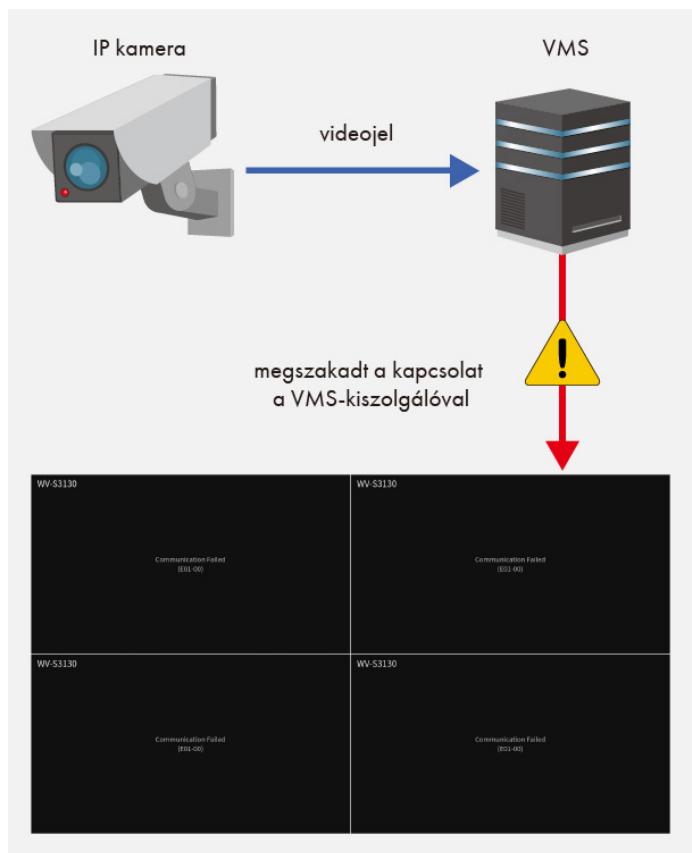 IP kamera
VMS
videojel
megszakadt a kapcsolat
a VMS-kiszolgálóval
WV-S3130
WV-S3130
Communication Failed
(E01-00)
Communication Failed
(E01-00)
WV-S3130
WV-S3130
Communication Failed
(E01-00)
Communication Failed
(E01-00)